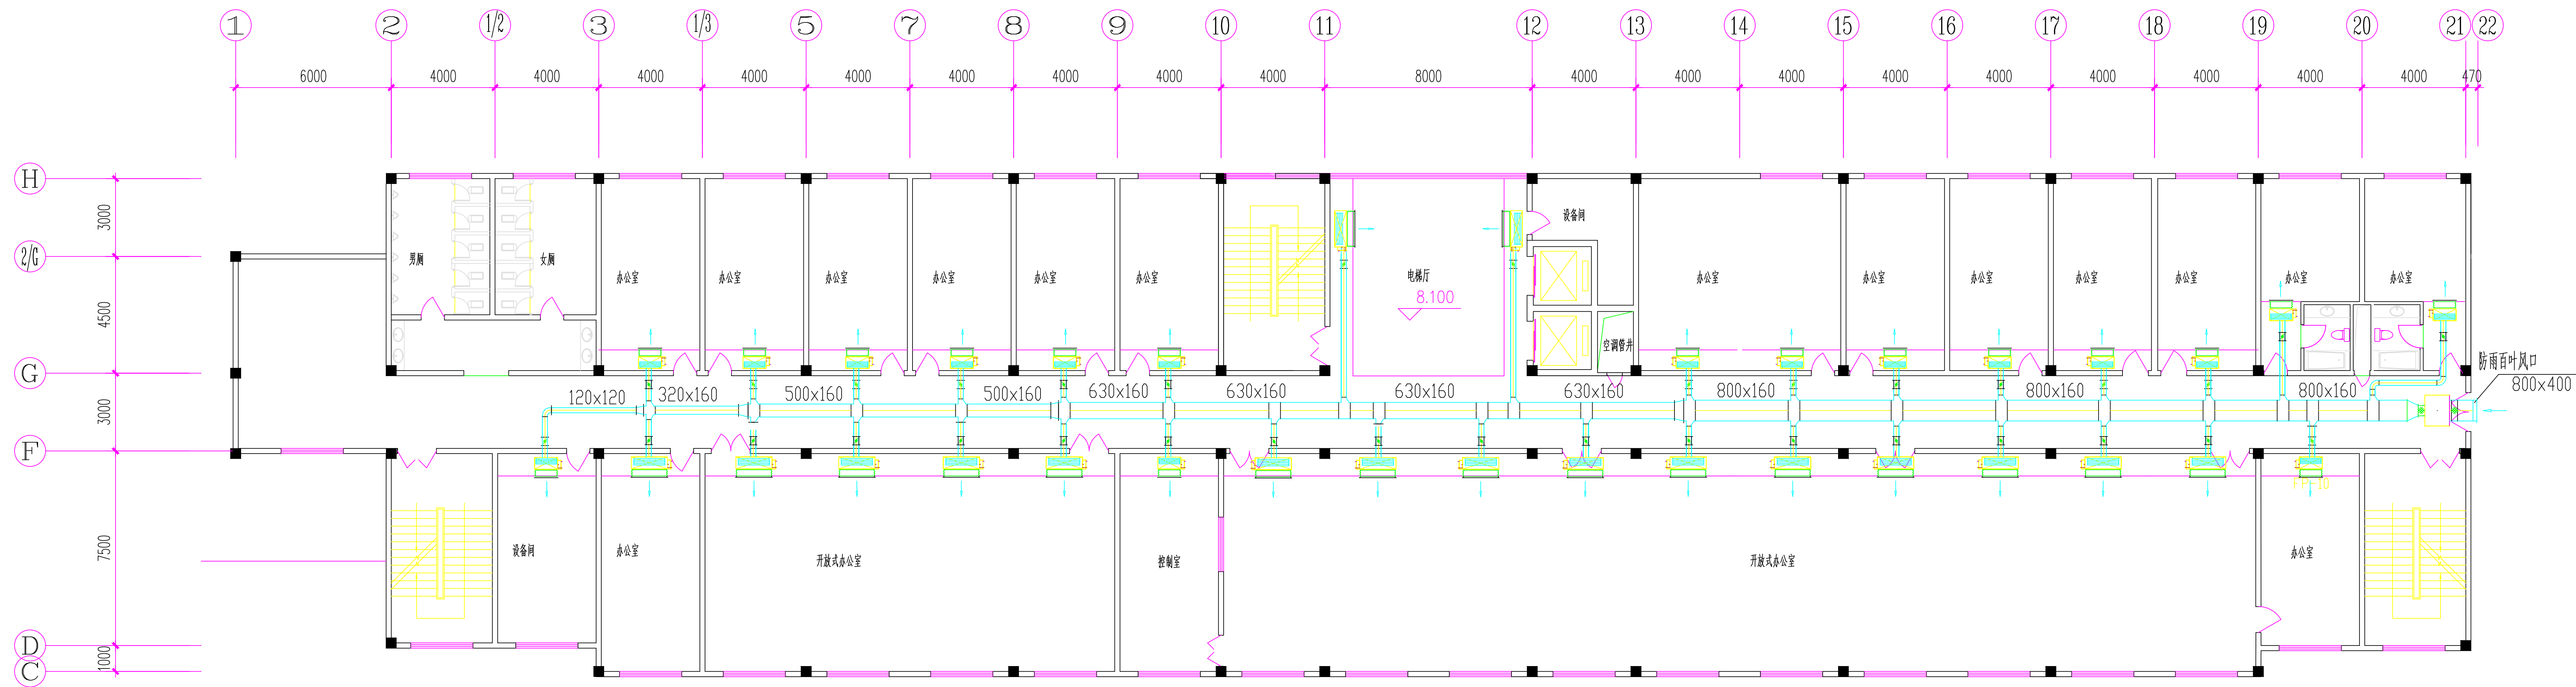 1 2 1/2 3 1/3 5 7 8 9 10 11 12 13 14 15 16 17 18 19 20 21 22
6000 4000 4000 4000 4000 4000 4000 4000 4000 4000 8000 4000 4000 4000 4000 4000 4000 4000 4000 470
H
3000
2/G
4500
G
3000
F
7500
D
1000
C
设备间
男厕 女厕
办公室 办公室 办公室 办公室 办公室 办公室 电梯厅 办公室 办公室 办公室 办公室 办公室 办公室 办公室
8.100
空调管井
防雨百叶风口
800x400
120x120 320x160 500x160 500x160 630x160 630x160 630x160 630x160 800x160 800x160 800x160
设备间 办公室 开放式办公室 控制室 开放式办公室 办公室